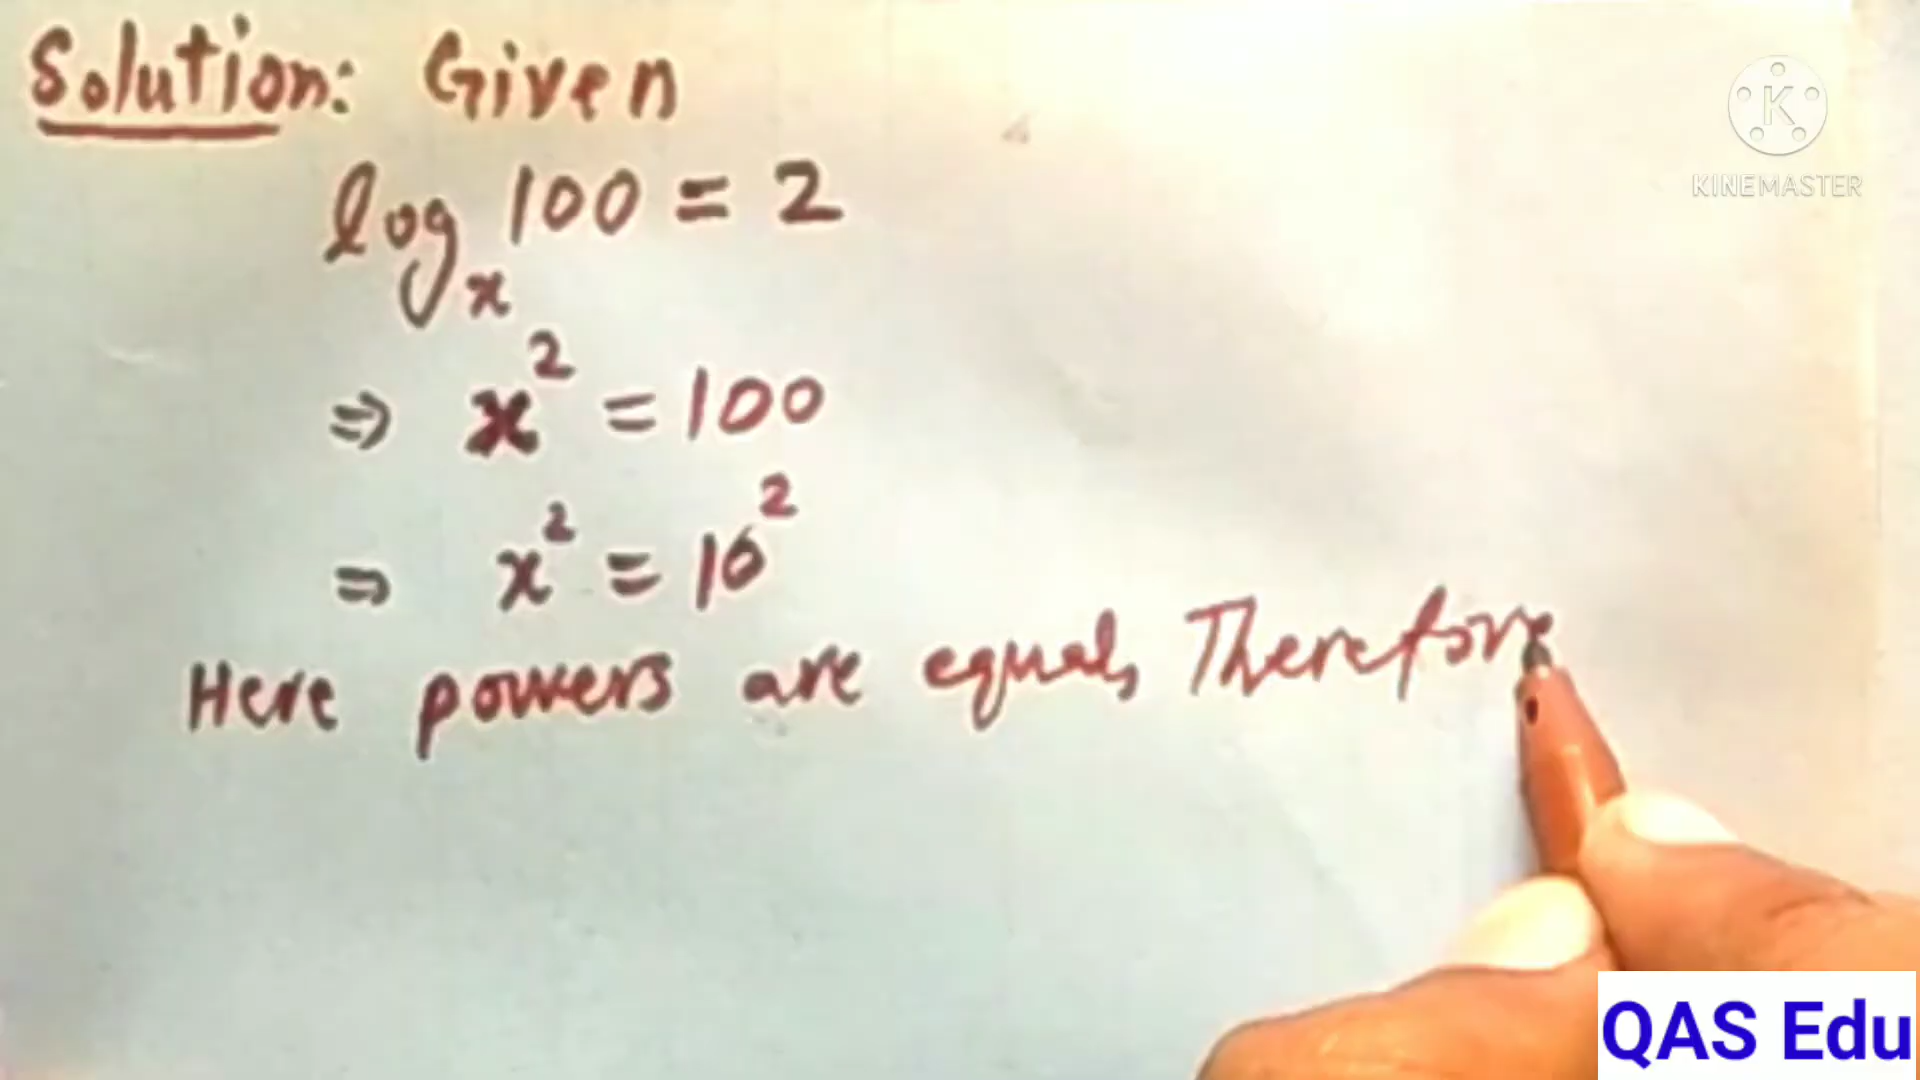 Solution: Given
log_x 100 = 2
⇒ x² = 100
⇒ x² = 10²
Here powers are equal, Therefore
K
KINEMASTER
QAS Edu